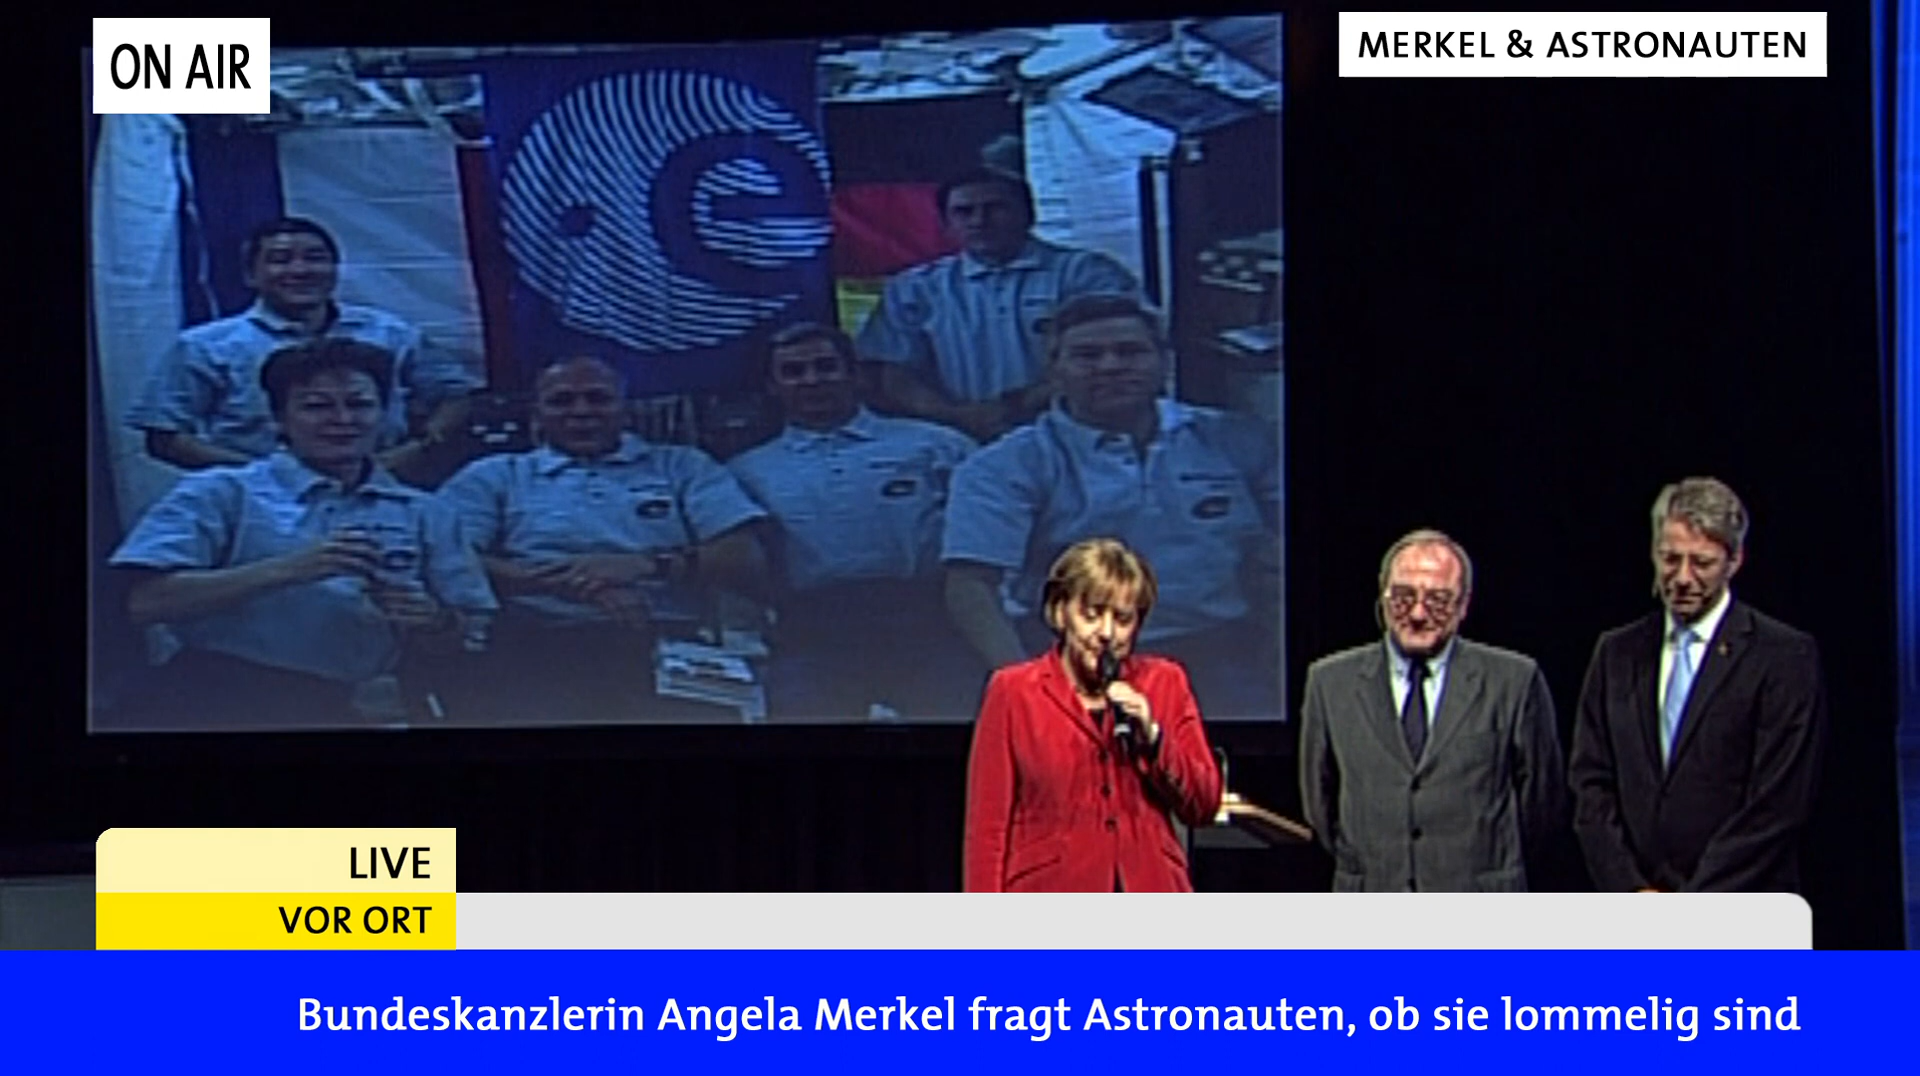 ON AIR
MERKEL & ASTRONAUTEN
LIVE
VOR ORT
Bundeskanzlerin Angela Merkel fragt Astronauten, ob sie lommelig sind